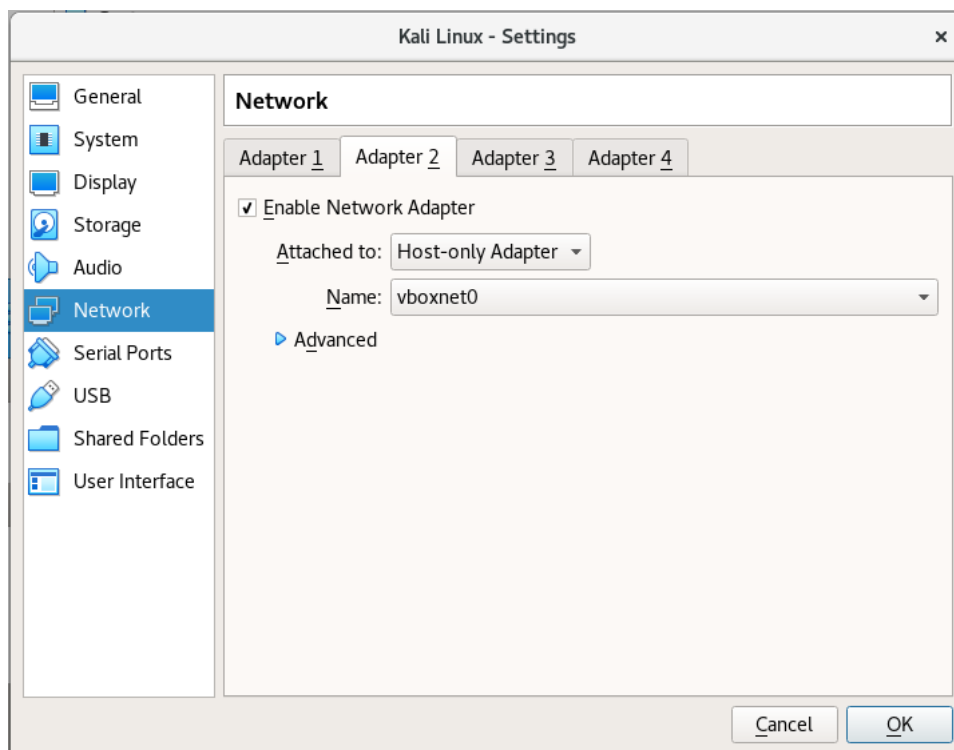 Kali Linux - Settings
General
System
Display
Storage
Audio
Network
Serial Ports
USB
Shared Folders
User Interface
Network
Adapter 1 Adapter 2 Adapter 3 Adapter 4
Enable Network Adapter
Attached to: Host-only Adapter
Name: vboxnet0
Advanced
Cancel OK